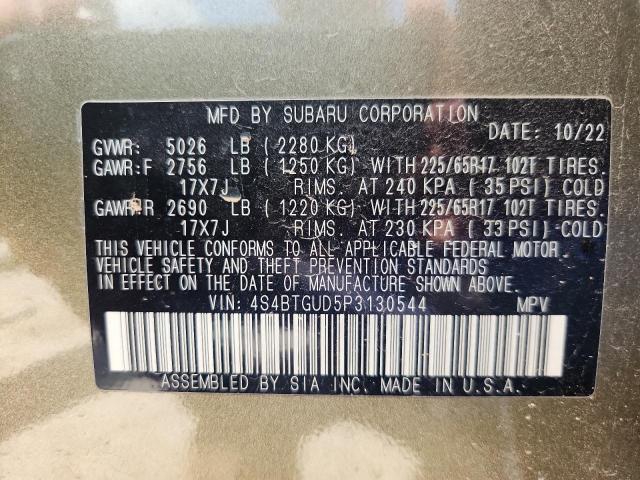 MFD BY SUBARU CORPORATION
DATE: 10/22
GVWR: 5026 LB ( 2280 KG)
GAWR:F 2756 LB ( 1250 KG) WITH 225/65R17 102T TIRES.
17X7J RIMS. AT 240 KPA ( 35 PSI) COLD
GAWR:R 2690 LB ( 1220 KG) WITH 225/65R17 102T TIRES.
17X7J RIMS. AT 230 KPA ( 33 PSI) COLD
THIS VEHICLE CONFORMS TO ALL APPLICABLE FEDERAL MOTOR.
VEHICLE SAFETY AND THEFT PREVENTION STANDARDS
IN EFFECT ON THE DATE OF MANUFACTURE SHOWN ABOVE.
VIN: 4S4BTGUD5P3130544 MPV
ASSEMBLED BY SIA INC. MADE IN U.S.A.